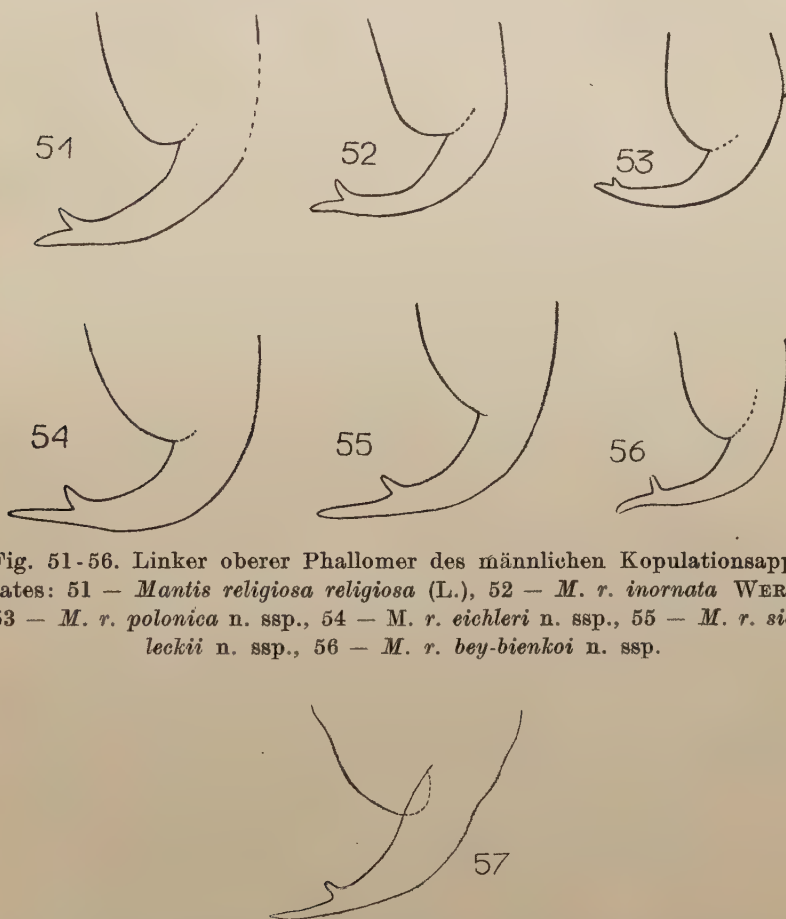 51
52
53
54
55
56
Fig. 51-56. Linker oberer Phallomer des männlichen Kopulationsapp
ates: 51 — Mantis religiosa religiosa (L.), 52 — M. r. inornata WER
53 — M. r. polonica n. ssp., 54 — M. r. eichleri n. ssp., 55 — M. r. sie
leckii n. ssp., 56 — M. r. bey-bienkoi n. ssp.
57